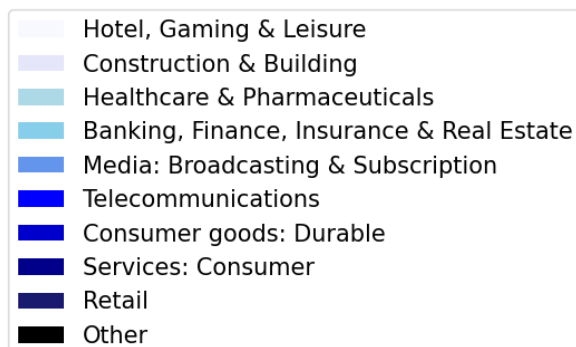 Hotel, Gaming & Leisure
Construction & Building
Healthcare & Pharmaceuticals
Banking, Finance, Insurance & Real Estate
Media: Broadcasting & Subscription
Telecommunications
Consumer goods: Durable
Services: Consumer
Retail
Other